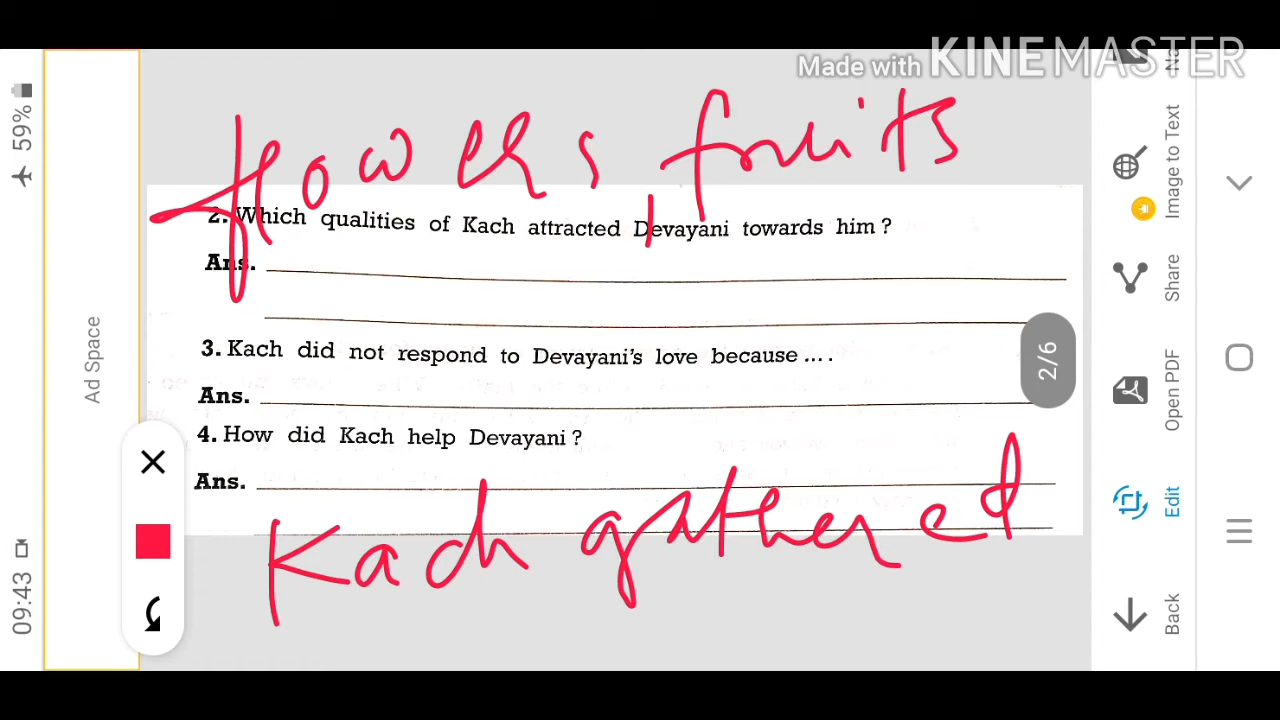 Made with KINEMASTER
59%
09:43
Ad Space
flowers, fruits
2. Which qualities of Kach attracted Devayani towards him ?
Ans.
3. Kach did not respond to Devayani's love because ....
Ans.
4. How did Kach help Devayani ?
Ans.
Kach gathered
2/6
Image to Text
Share
Open PDF
Edit
Back